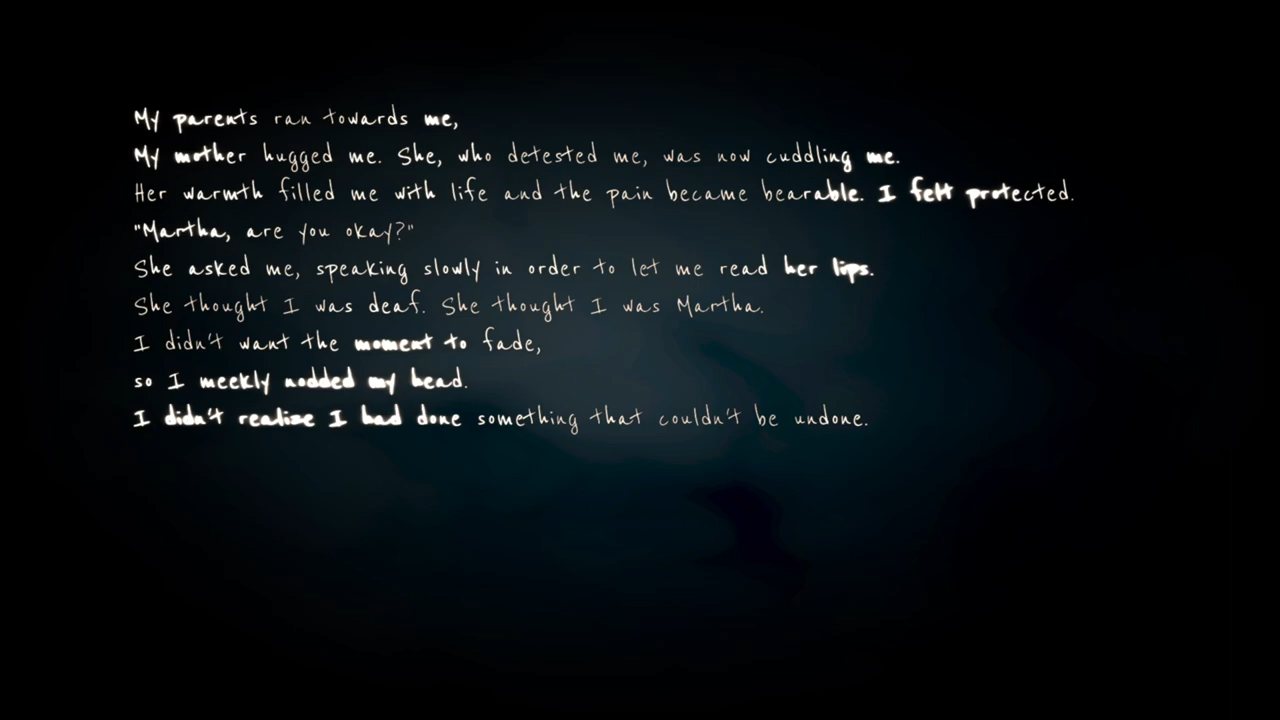 My parents ran towards me,
My mother hugged me. She, who detested me, was now cuddling me.
Her warmth filled me with life and the pain became bearable. I felt protected.
"Martha, are you okay?"
She asked me, speaking slowly in order to let me read her lips.
She thought I was deaf. She thought I was Martha.
I didn't want the moment to fade,
so I meekly nodded my head.
I didn't realize I had done something that couldn't be undone.